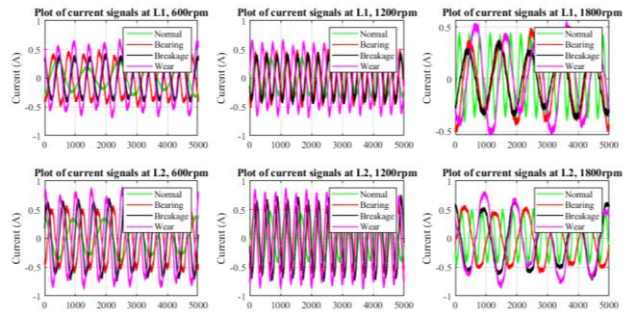 Plot of current signals at L1, 600rpm
Plot of current signals at L1, 1200rpm
Plot of current signals at L1, 1800rpm
1
0.5
0
-0.5
-1
Current (A)
Normal
Bearing
Breakage
Wear
0 1000 2000 3000 4000 5000
1
0.5
0
-0.5
-1
Current (A)
Normal
Bearing
Breakage
Wear
0 1000 2000 3000 4000 5000
0.5
0
-0.5
Current (A)
Normal
Bearing
Breakage
Wear
0 1000 2000 3000 4000 5000
Plot of current signals at L2, 600rpm
Plot of current signals at L2, 1200rpm
Plot of current signals at L2, 1800rpm
1
0.5
0
-0.5
-1
Current (A)
Normal
Bearing
Breakage
Wear
0 1000 2000 3000 4000 5000
1
0.5
0
-0.5
-1
Current (A)
Normal
Bearing
Breakage
Wear
0 1000 2000 3000 4000 5000
1
0.5
0
-0.5
-1
Current (A)
Normal
Bearing
Breakage
Wear
0 1000 2000 3000 4000 5000